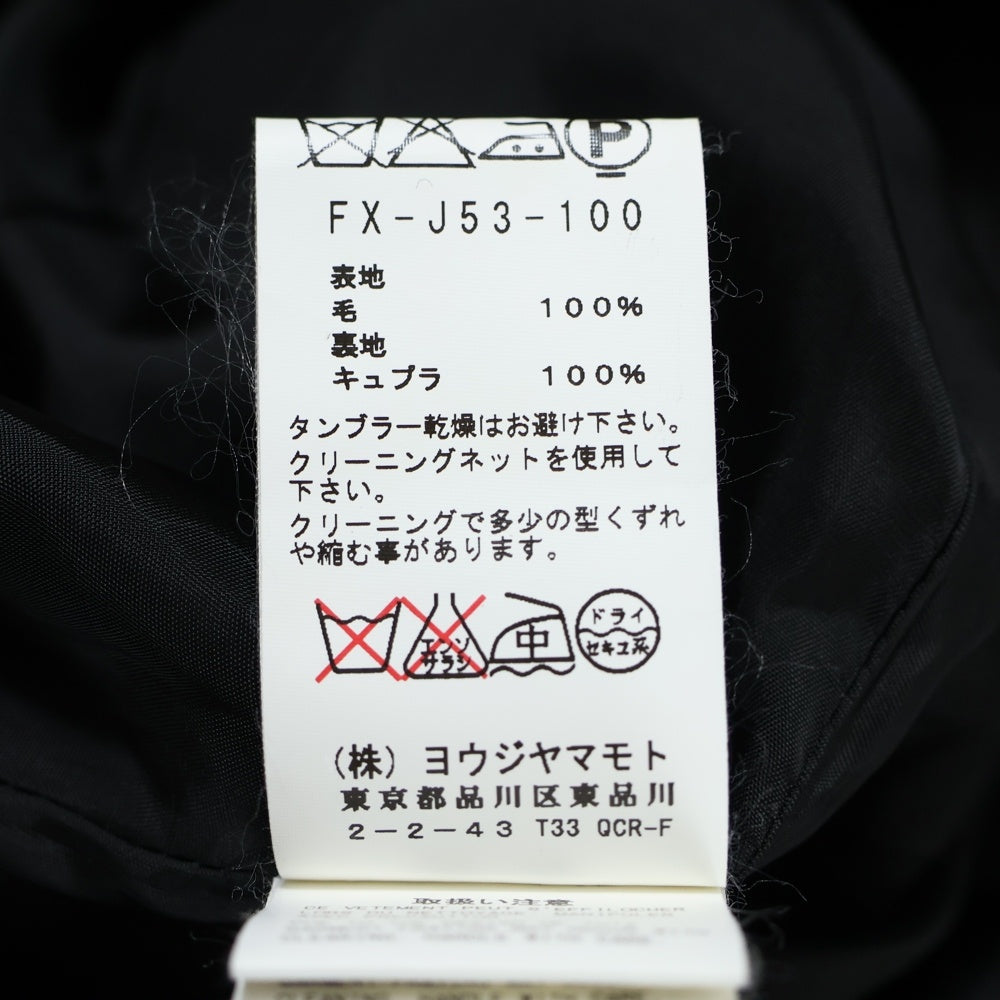 P
FX-J53-100
表地
毛 100%
裏地
キュプラ 100%
タンブラー乾燥はお避け下さい。
クリーニングネットを使用して
下さい。
クリーニングで多少の型くずれ
や縮む事があります。
エンソ
サラシ
中
ドライ
セキユ系
(株)ヨウジヤマモト
東京都品川区東品川
2-2-43 T33 QCR-F
取扱い注意
CE VETEMENT PEUT S'EFFILOCHER